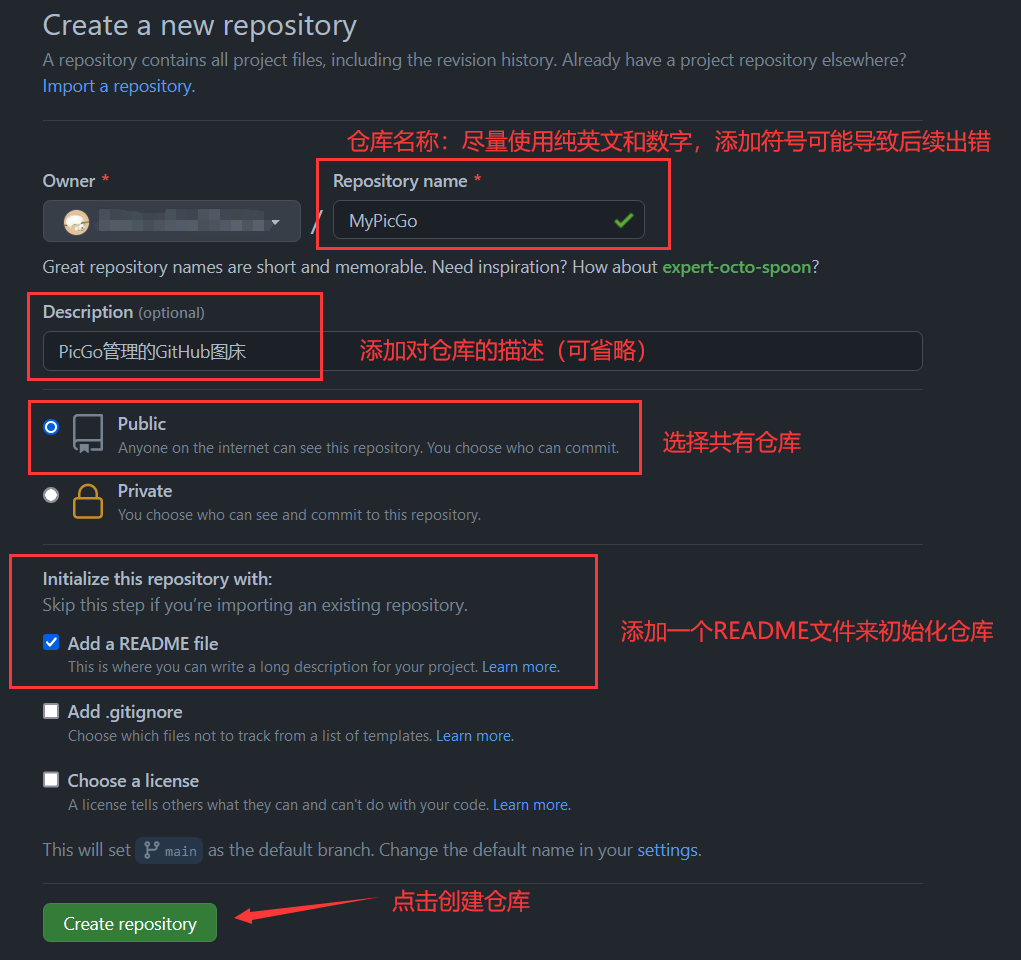 Create a new repository
A repository contains all project files, including the revision history. Already have a project repository elsewhere?
Import a repository.
仓库名称：尽量使用纯英文和数字，添加符号可能导致后续出错
Owner *
Repository name *
/
MyPicGo
Great repository names are short and memorable. Need inspiration? How about expert-octo-spoon?
Description (optional)
PicGo管理的GitHub图床
添加对仓库的描述（可省略）
Public
Anyone on the internet can see this repository. You choose who can commit.
选择共有仓库
Private
You choose who can see and commit to this repository.
Initialize this repository with:
Skip this step if you’re importing an existing repository.
Add a README file
This is where you can write a long description for your project. Learn more.
添加一个README文件来初始化仓库
Add .gitignore
Choose which files not to track from a list of templates. Learn more.
Choose a license
A license tells others what they can and can't do with your code. Learn more.
This will set main as the default branch. Change the default name in your settings.
点击创建仓库
Create repository